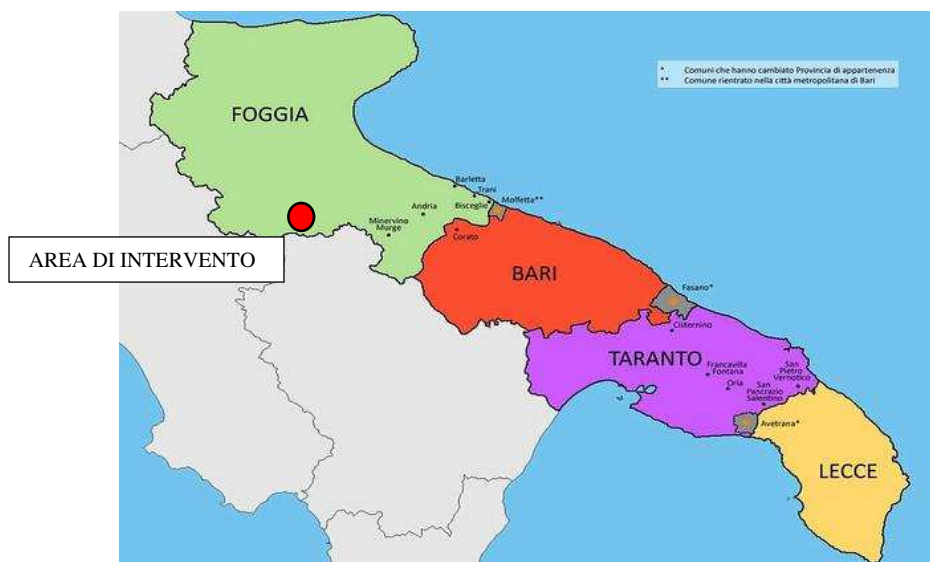 * Comuni che hanno cambiato Provincia di appartenenza
** Comune rientrato nella città metropolitana di Bari
FOGGIA
Barletta
Trani
Molfetta**
Bisceglie
Andria
Minervino
Murge
Corato
AREA DI INTERVENTO
BARI
Fasano*
Cisternino
TARANTO
Francavilla
Fontana
San
Pietro
Vernotico
Oria
San
Pancrazio
Salentino
Avetrana*
LECCE